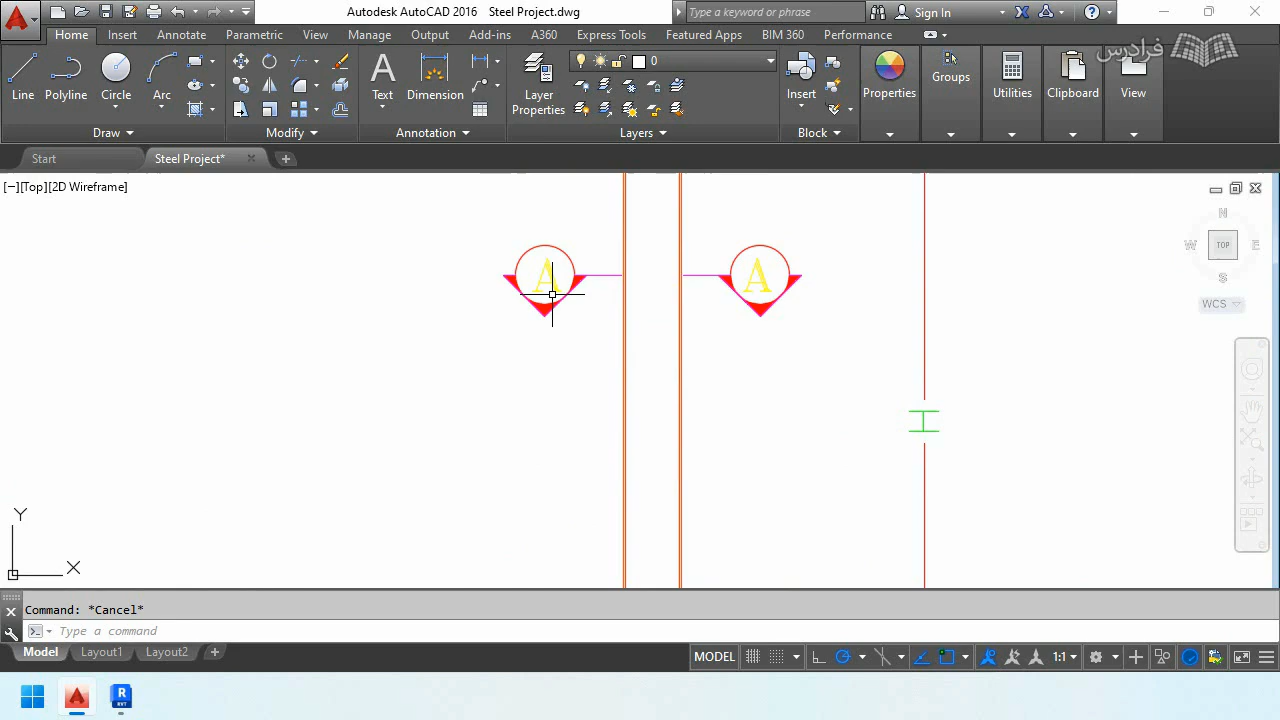 Autodesk AutoCAD 2016 Steel Project.dwg
Type a keyword or phrase
Sign In
Home Insert Annotate Parametric View Manage Output Add-ins A360 Express Tools Featured Apps BIM 360 Performance
فرادرس
Line Polyline Circle Arc
Text Dimension
Layer Properties
0
Insert
Properties Groups Utilities Clipboard View
Draw Modify Annotation Layers Block
Start Steel Project*
[−][Top][2D Wireframe]
N
W TOP E
S
WCS
A A
Y
X
Command: *Cancel*
Type a command
Model Layout1 Layout2
MODEL 1:1
R
RVT